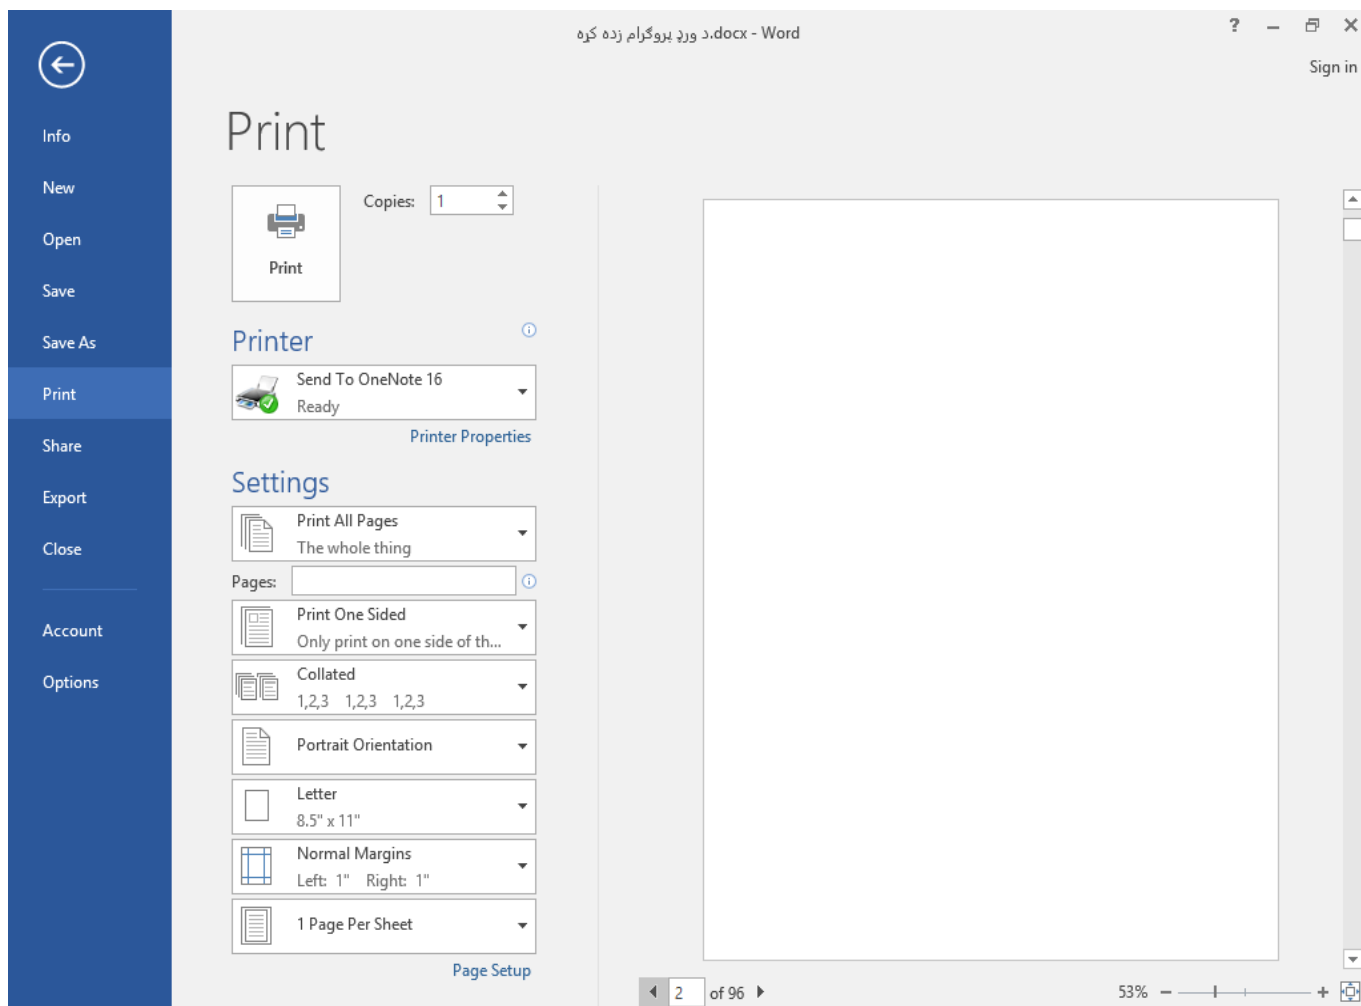 د ورډ پروګرام زده کړه.docx - Word
?
Sign in
Info
New
Open
Save
Save As
Print
Share
Export
Close
Account
Options
Print
Print
Copies: 1
Printer
Send To OneNote 16
Ready
Printer Properties
Settings
Print All Pages
The whole thing
Pages:
Print One Sided
Only print on one side of th...
Collated
1,2,3 1,2,3 1,2,3
Portrait Orientation
Letter
8.5" x 11"
Normal Margins
Left: 1" Right: 1"
1 Page Per Sheet
Page Setup
2 of 96
53%